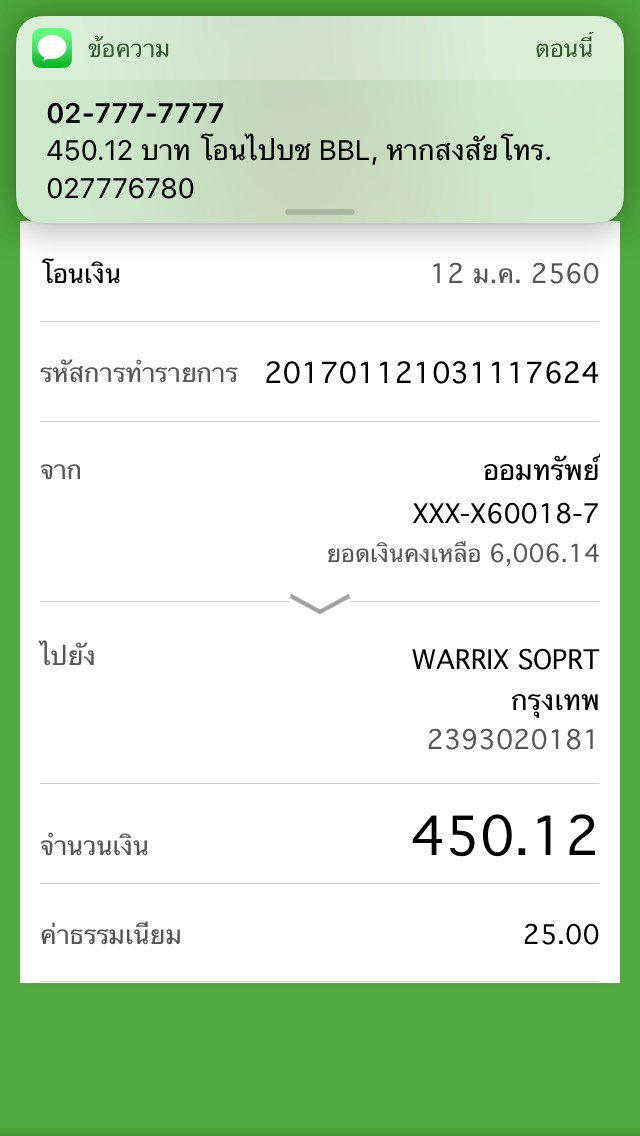 ข้อความ ตอนนี้
02-777-7777
450.12 บาท โอนไปบช BBL, หากสงสัยโทร.
027776780
โอนเงิน 12 ม.ค. 2560
รหัสการทำรายการ 201701121031117624
จาก ออมทรัพย์
XXX-X60018-7
ยอดเงินคงเหลือ 6,006.14
ไปยัง WARRIX SOPRT
กรุงเทพ
2393020181
จำนวนเงิน 450.12
ค่าธรรมเนียม 25.00